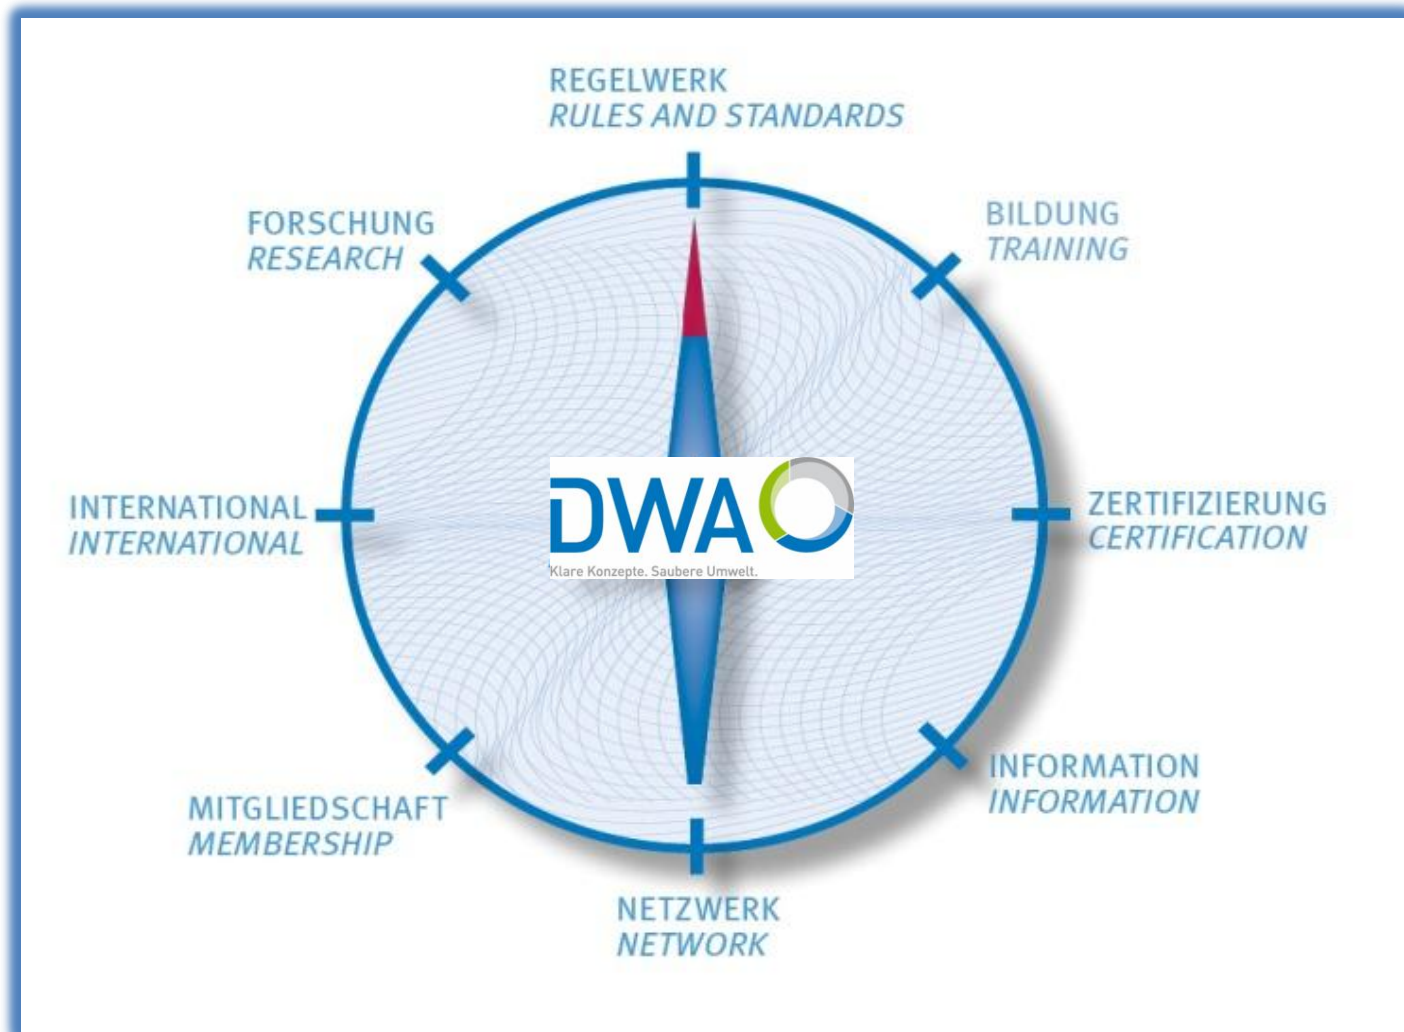 REGELWERK
RULES AND STANDARDS
FORSCHUNG
RESEARCH
BILDUNG
TRAINING
INTERNATIONAL
INTERNATIONAL
DWA
Klare Konzepte. Saubere Umwelt.
ZERTIFIZIERUNG
CERTIFICATION
MITGLIEDSCHAFT
MEMBERSHIP
INFORMATION
INFORMATION
NETZWERK
NETWORK